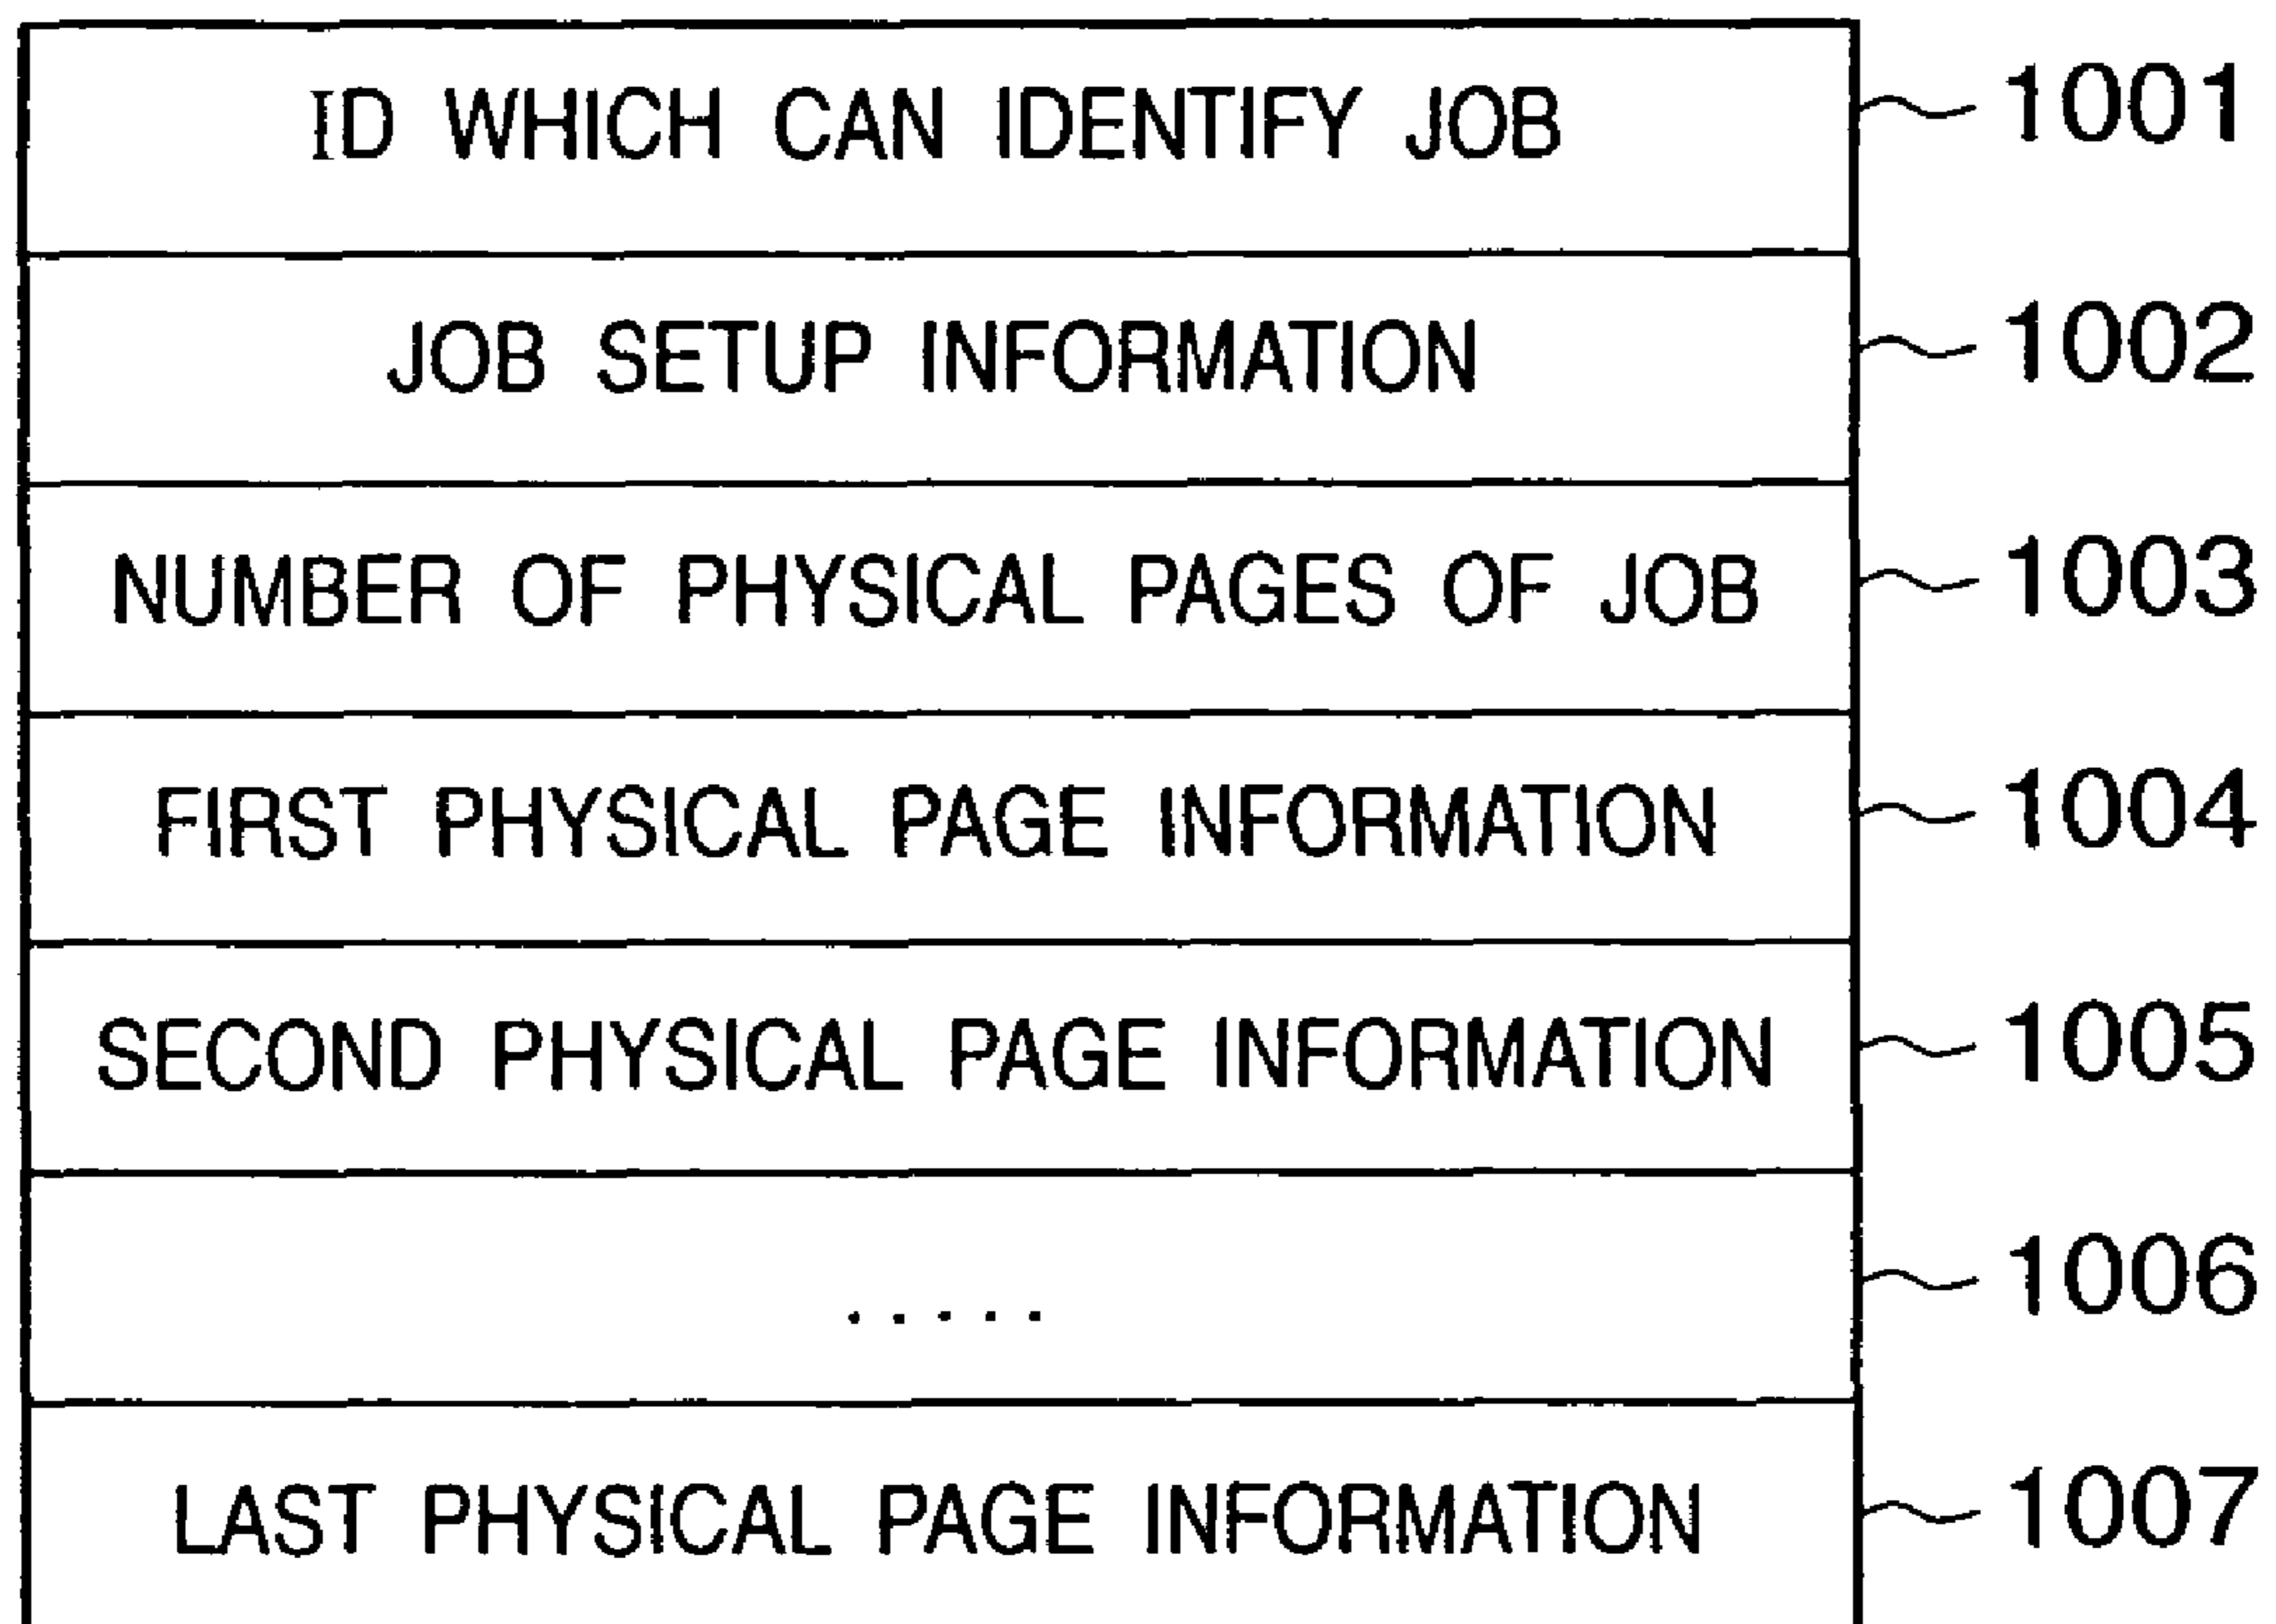 ID WHICH CAN IDENTIFY JOB 1001
JOB SETUP INFORMATION 1002
NUMBER OF PHYSICAL PAGES OF JOB 1003
FIRST PHYSICAL PAGE INFORMATION 1004
SECOND PHYSICAL PAGE INFORMATION 1005
..... 1006
LAST PHYSICAL PAGE INFORMATION 1007